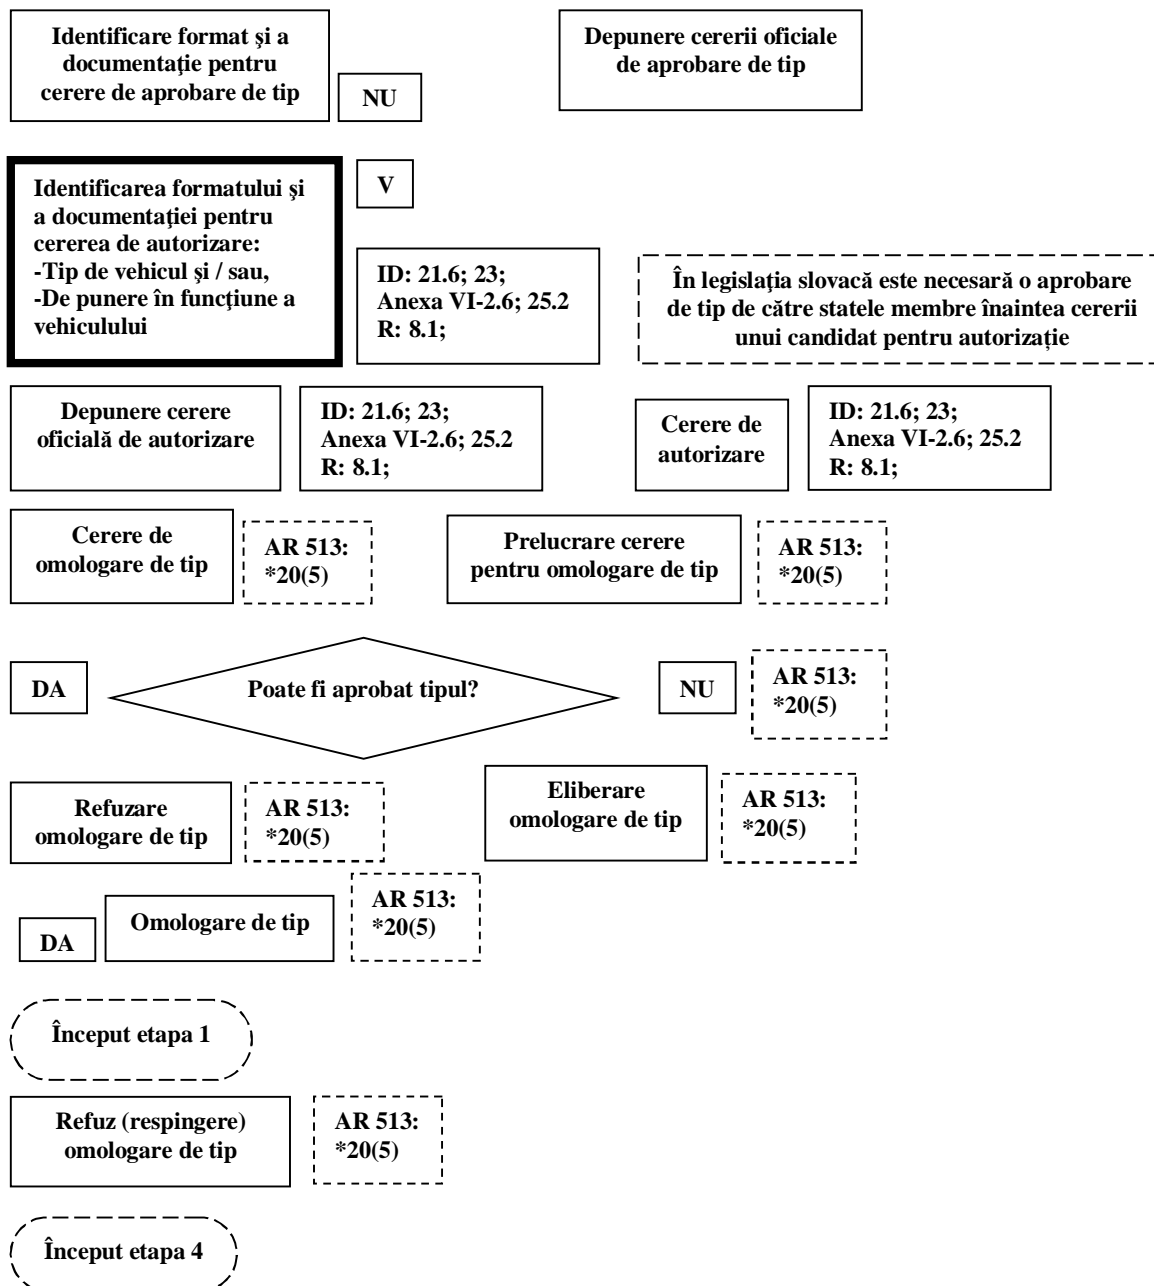 Identificare format şi a
documentaţie pentru
cerere de aprobare de tip
NU
Depunere cererii oficiale
de aprobare de tip
Identificarea formatului şi
a documentaţiei pentru
cererea de autorizare:
-Tip de vehicul şi / sau,
-De punere în funcţiune a
vehiculului
V
ID: 21.6; 23;
Anexa VI-2.6; 25.2
R: 8.1;
În legislaţia slovacă este necesară o aprobare
de tip de către statele membre înaintea cererii
unui candidat pentru autorizație
Depunere cerere
oficială de autorizare
ID: 21.6; 23;
Anexa VI-2.6; 25.2
R: 8.1;
Cerere de
autorizare
ID: 21.6; 23;
Anexa VI-2.6; 25.2
R: 8.1;
Cerere de
omologare de tip
AR 513:
*20(5)
Prelucrare cerere
pentru omologare de tip
AR 513:
*20(5)
DA
Poate fi aprobat tipul?
NU
AR 513:
*20(5)
Refuzare
omologare de tip
AR 513:
*20(5)
Eliberare
omologare de tip
AR 513:
*20(5)
DA
Omologare de tip
AR 513:
*20(5)
Început etapa 1
Refuz (respingere)
omologare de tip
AR 513:
*20(5)
Început etapa 4